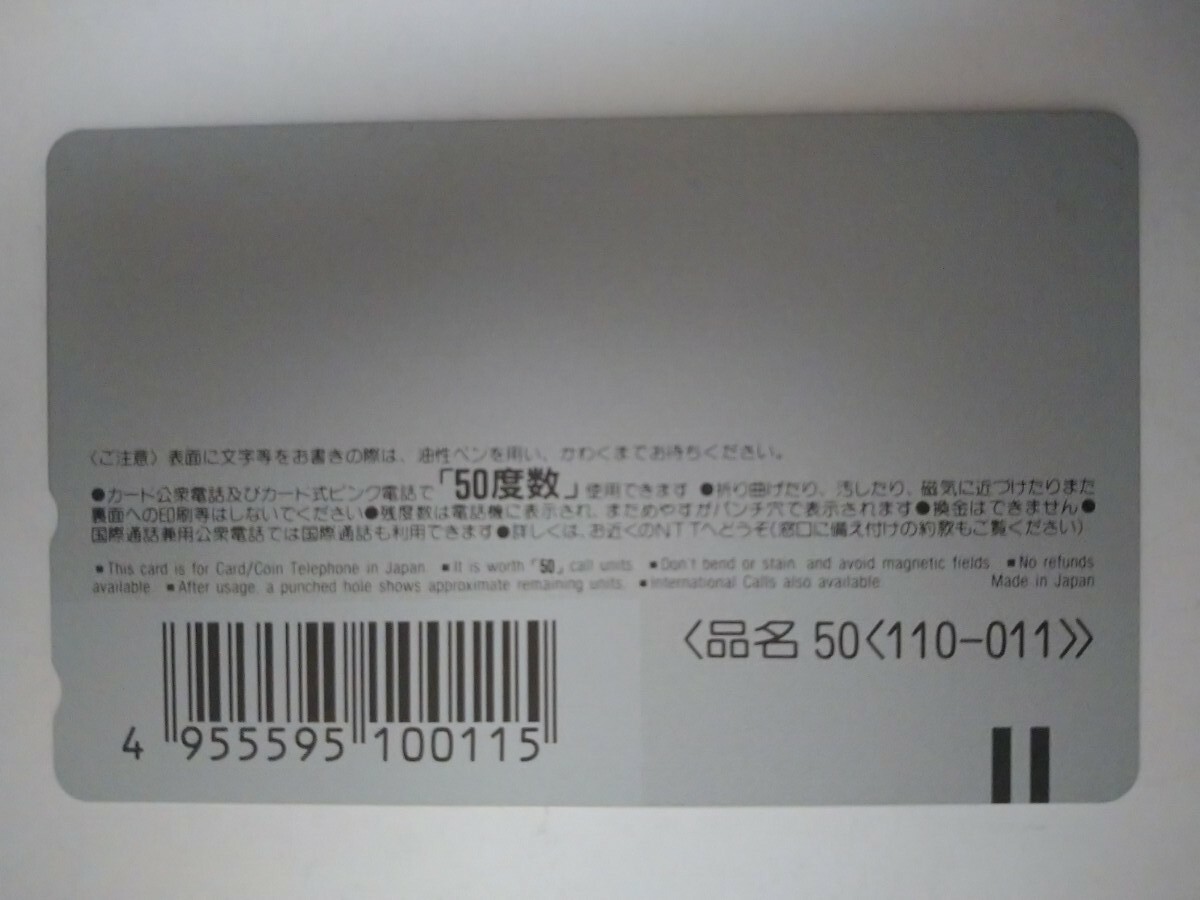 〈ご注意〉表面に文字等をお書きの際は、油性ペンを用い、かわくまでお待ちください。
●カード公衆電話及びカード式ピンク電話で「50度数」使用できます ●折り曲げたり、汚したり、磁気に近づけたりまた
裏面への印刷等はしないでください●残度数は電話機に表示され、またためやすがパンチ穴で表示されます●換金はできません●
国際通話兼用公衆電話では国際通話も利用できます●詳しくは、お近くのNTTへどうぞ(窓口に備え付けの約款もご覧ください)
■This card is for Card/Coin Telephone in Japan. ■It is worth「50」call units. ■Don't bend or stain, and avoid magnetic fields. ■No refunds
available. ■After usage, a punched hole shows approximate remaining units. ■International Calls also available. Made in Japan
〈品名 50〈110-011〉〉
4 955595 100115